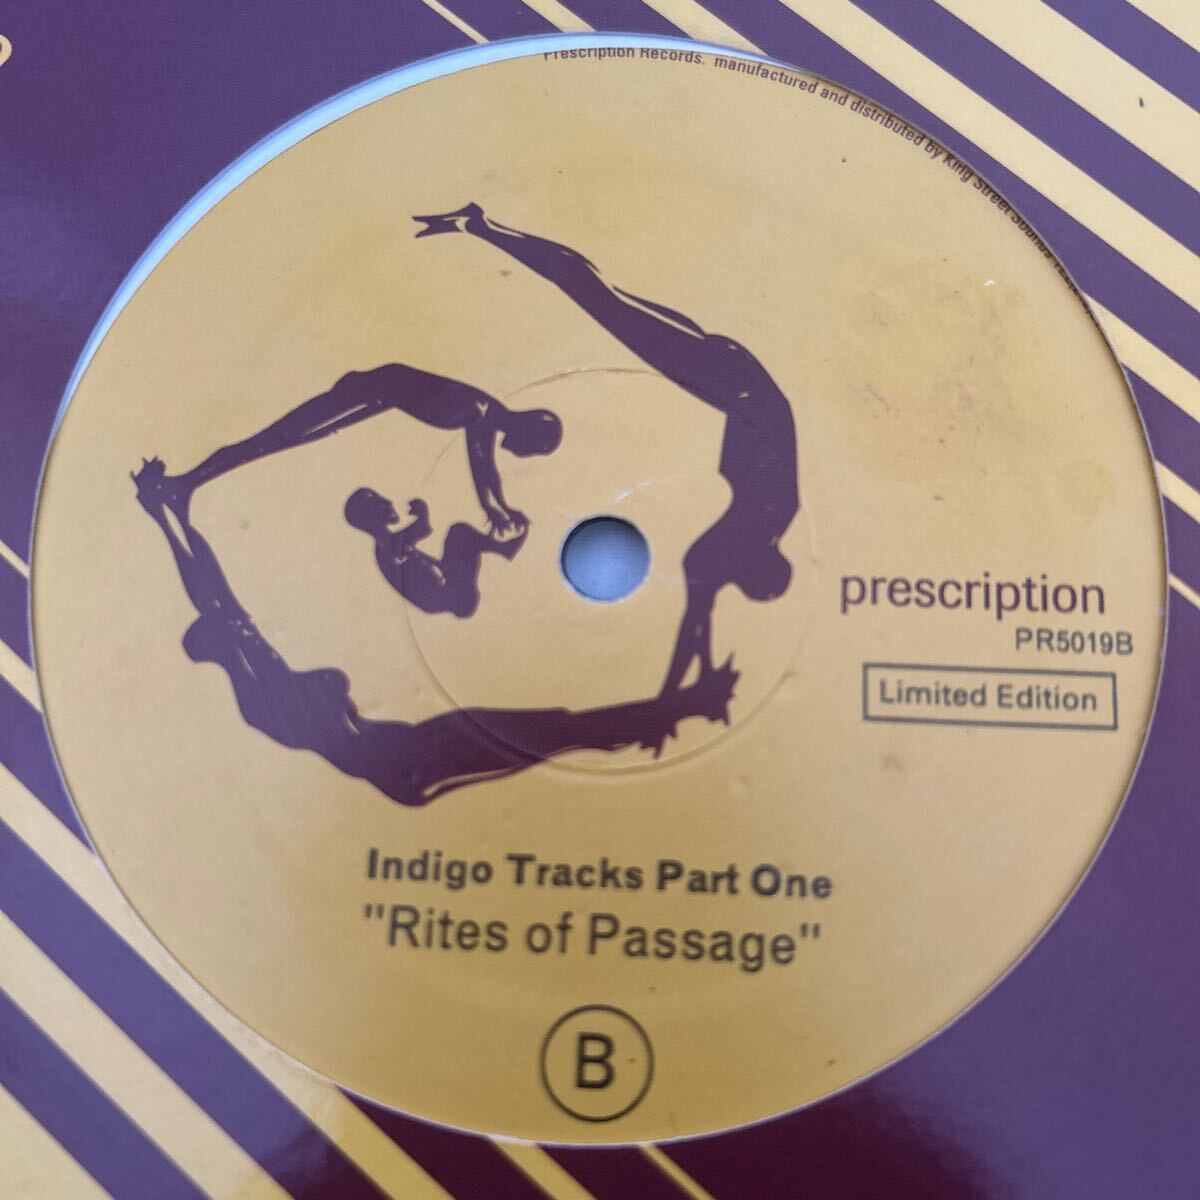 Prescription Records. manufactured and distributed by King Street Sounds
prescription
PR5019B
Limited Edition
Indigo Tracks Part One
"Rites of Passage"
B